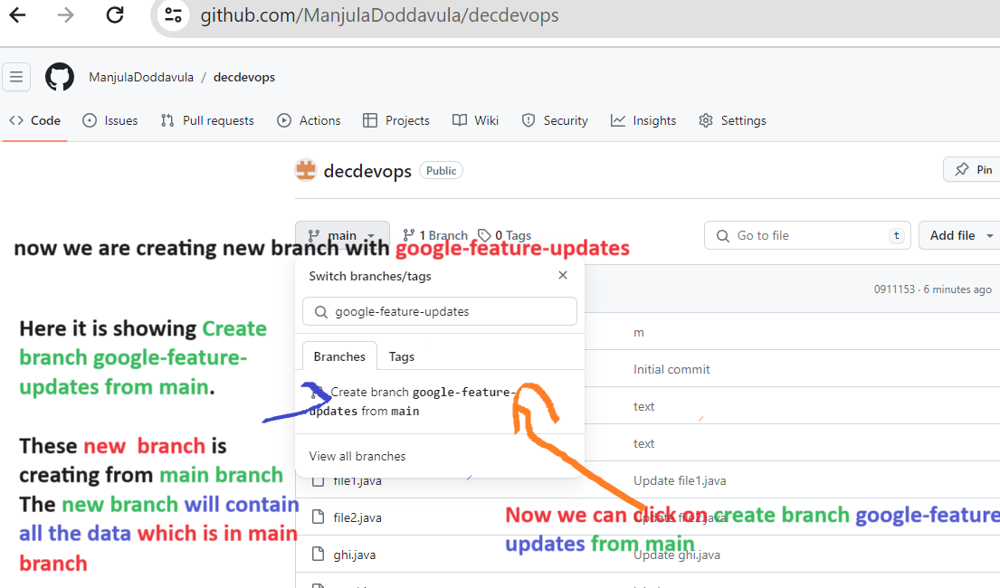 github.com/ManjulaDoddavula/decdevops
ManjulaDoddavula / decdevops
Code Issues Pull requests Actions Projects Wiki Security Insights Settings
decdevops Public
Pin
main 1 Branch 0 Tags Go to file t Add file
now we are creating new branch with google-feature-updates
Switch branches/tags
0911153 · 6 minutes ago
google-feature-updates
Here it is showing Create
branch google-feature-
updates from main.
m
Branches Tags
Initial commit
Create branch google-feature-
updates from main
text
These new branch is
creating from main branch
The new branch will contain
all the data which is in main
branch
text
View all branches
file1.java Update file1.java
file2.java Update file2.java
Now we can click on create branch google-feature
updates from main
ghi.java Update ghi.java